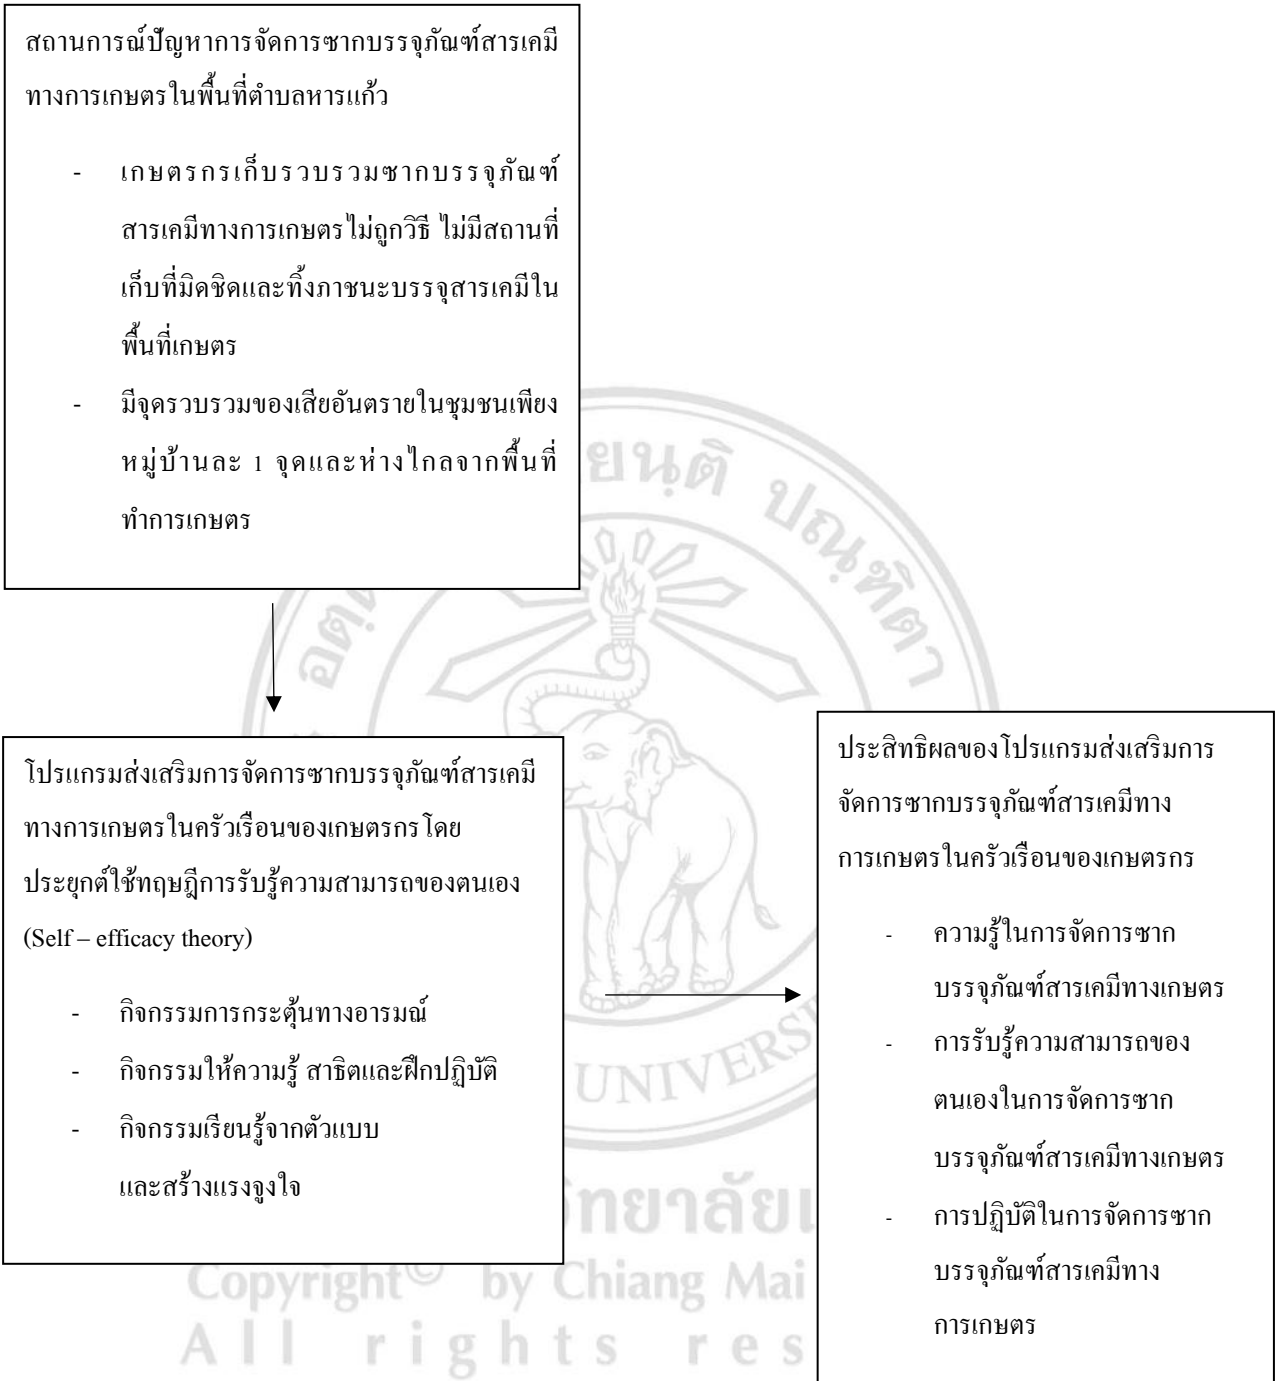 สถานการณ์ปัญหาการจัดการซากบรรจุภัณฑ์สารเคมี
ทางการเกษตรในพื้นที่ตำบลหารแก้ว
- เกษตรกรเก็บรวบรวมซากบรรจุภัณฑ์
สารเคมีทางการเกษตรไม่ถูกวิธี ไม่มีสถานที่
เก็บที่มิดชิดและทิ้งภาชนะบรรจุสารเคมีใน
พื้นที่เกษตร
- มีจุดรวบรวมของเสียอันตรายในชุมชนเพียง
หมู่บ้านละ 1 จุดและห่างไกลจากพื้นที่
ทำการเกษตร
โปรแกรมส่งเสริมการจัดการซากบรรจุภัณฑ์สารเคมี
ทางการเกษตรในครัวเรือนของเกษตรกรโดย
ประยุกต์ใช้ทฤษฎีการรับรู้ความสามารถของตนเอง
(Self – efficacy theory)
- กิจกรรมการกระตุ้นทางอารมณ์
- กิจกรรมให้ความรู้ สาธิตและฝึกปฏิบัติ
- กิจกรรมเรียนรู้จากตัวแบบ
และสร้างแรงจูงใจ
ประสิทธิผลของโปรแกรมส่งเสริมการ
จัดการซากบรรจุภัณฑ์สารเคมีทาง
การเกษตรในครัวเรือนของเกษตรกร
- ความรู้ในการจัดการซาก
บรรจุภัณฑ์สารเคมีทางเกษตร
- การรับรู้ความสามารถของ
ตนเองในการจัดการซาก
บรรจุภัณฑ์สารเคมีทางเกษตร
- การปฏิบัติในการจัดการซาก
บรรจุภัณฑ์สารเคมีทาง
การเกษตร
ปณฺฑิตา
UNIVERS
Copyright© by Chiang Mai
All rights res